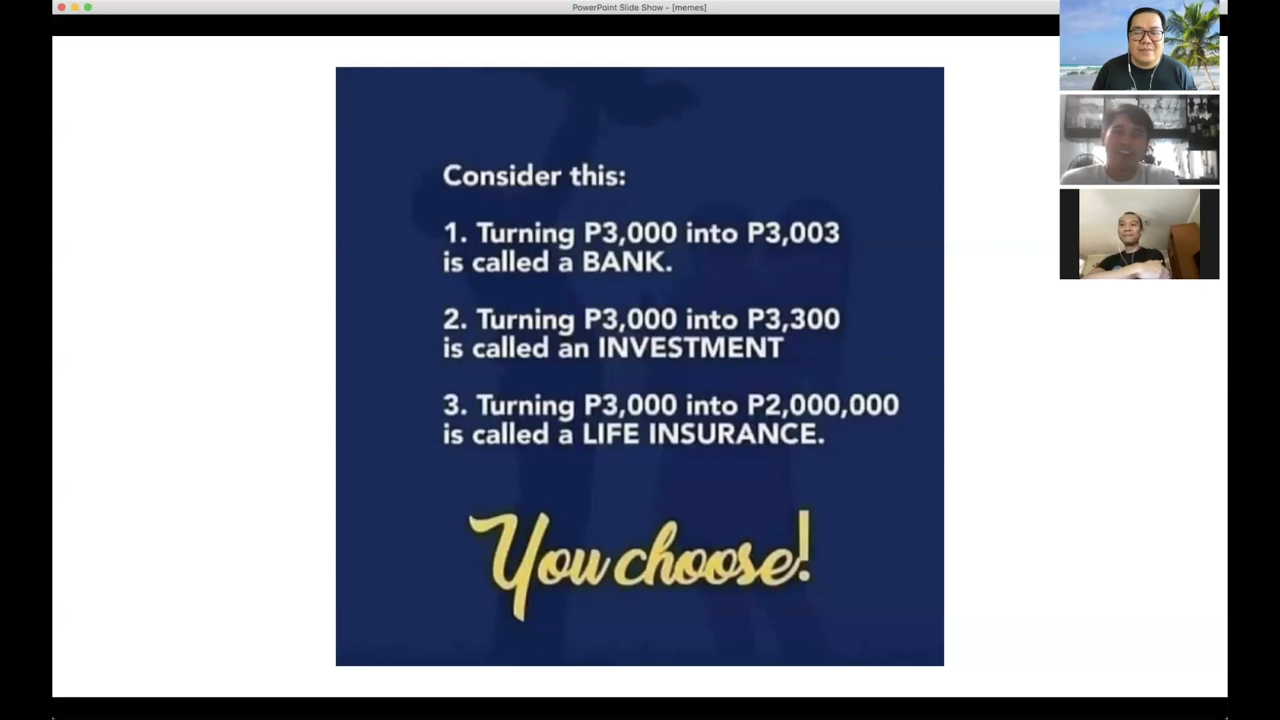 PowerPoint Slide Show - [memes]
Consider this:
1. Turning P3,000 into P3,003
is called a BANK.
2. Turning P3,000 into P3,300
is called an INVESTMENT
3. Turning P3,000 into P2,000,000
is called a LIFE INSURANCE.
You choose!